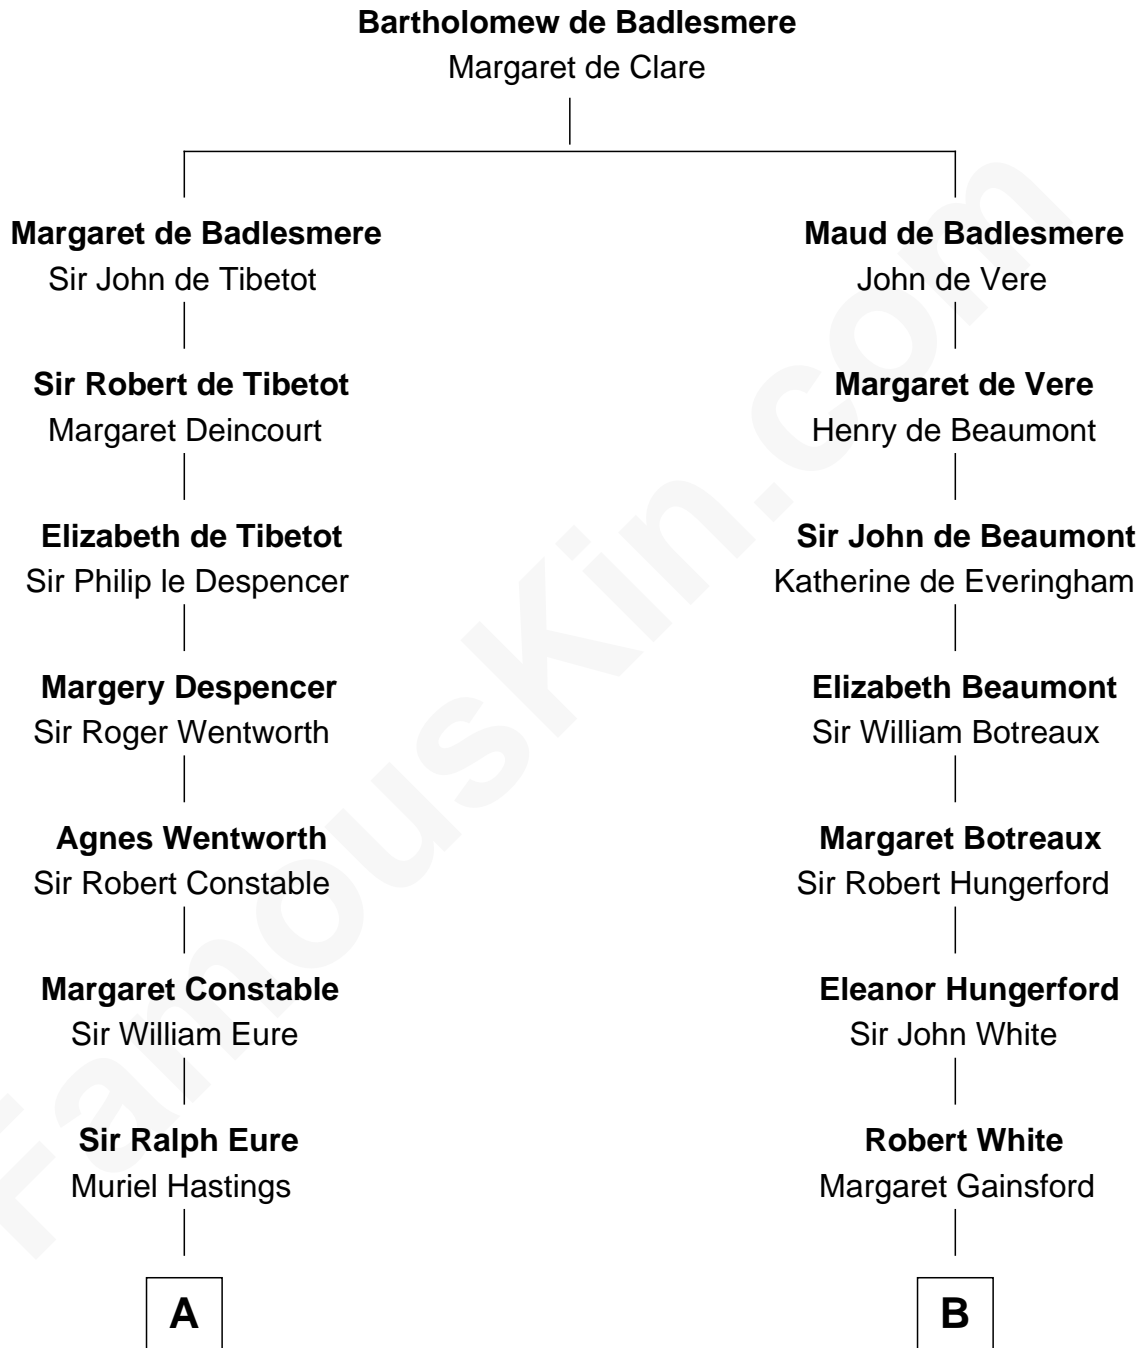 Bartholomew de Badlesmere
Margaret de Clare
Margaret de Badlesmere
Sir John de Tibetot
Maud de Badlesmere
John de Vere
Sir Robert de Tibetot
Margaret Deincourt
Margaret de Vere
Henry de Beaumont
Elizabeth de Tibetot
Sir Philip le Despencer
Sir John de Beaumont
Katherine de Everingham
Margery Despencer
Sir Roger Wentworth
Elizabeth Beaumont
Sir William Botreaux
Agnes Wentworth
Sir Robert Constable
Margaret Botreaux
Sir Robert Hungerford
Margaret Constable
Sir William Eure
Eleanor Hungerford
Sir John White
Sir Ralph Eure
Muriel Hastings
Robert White
Margaret Gainsford
A
B
FamousKin.com